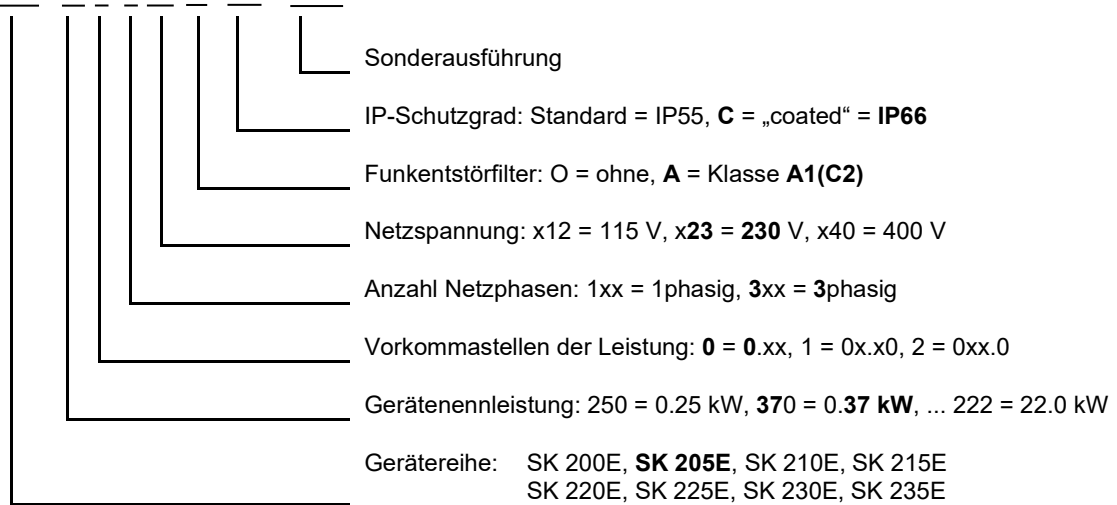 Sonderausführung
IP-Schutzgrad: Standard = IP55, C = „coated“ = IP66
Funkentstörfilter: O = ohne, A = Klasse A1(C2)
Netzspannung: x12 = 115 V, x23 = 230 V, x40 = 400 V
Anzahl Netzphasen: 1xx = 1phasig, 3xx = 3phasig
Vorkommastellen der Leistung: 0 = 0.xx, 1 = 0x.x0, 2 = 0xx.0
Gerätenennleistung: 250 = 0.25 kW, 370 = 0.37 kW, ... 222 = 22.0 kW
Gerätereihe: SK 200E, SK 205E, SK 210E, SK 215E
SK 220E, SK 225E, SK 230E, SK 235E